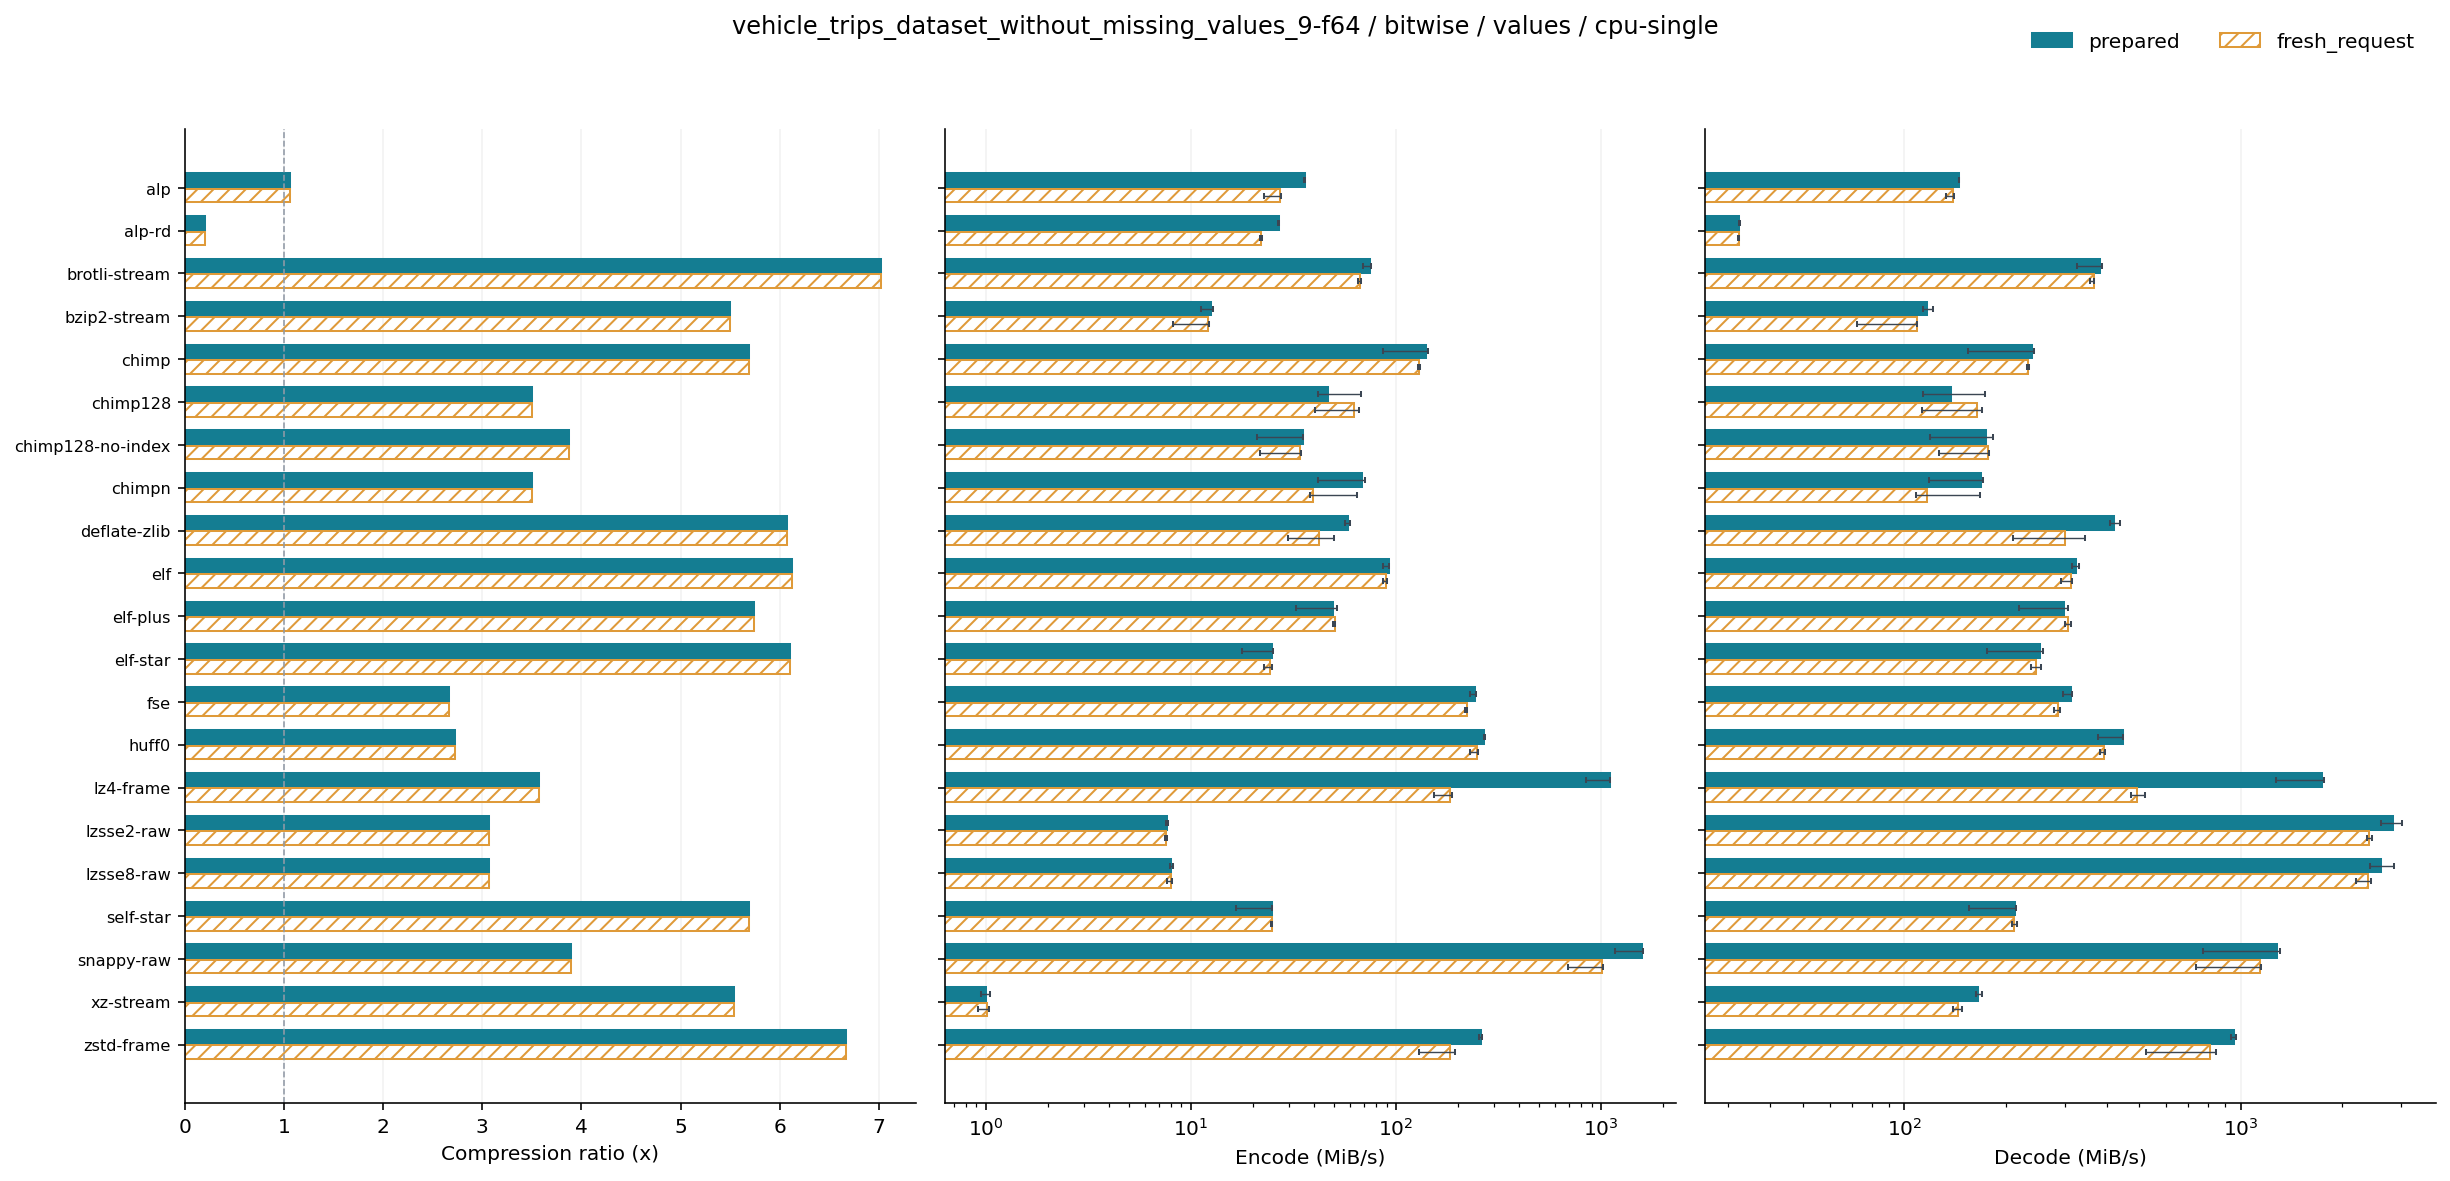 vehicle_trips_dataset_without_missing_values_9-f64 / bitwise / values / cpu-single
prepared
fresh_request
alp
alp-rd
brotli-stream
bzip2-stream
chimp
chimp128
chimp128-no-index
chimpn
deflate-zlib
elf
elf-plus
elf-star
fse
huff0
lz4-frame
lzsse2-raw
lzsse8-raw
self-star
snappy-raw
xz-stream
zstd-frame
0 1 2 3 4 5 6 7
Compression ratio (x)
10⁰ 10¹ 10² 10³
Encode (MiB/s)
10² 10³
Decode (MiB/s)